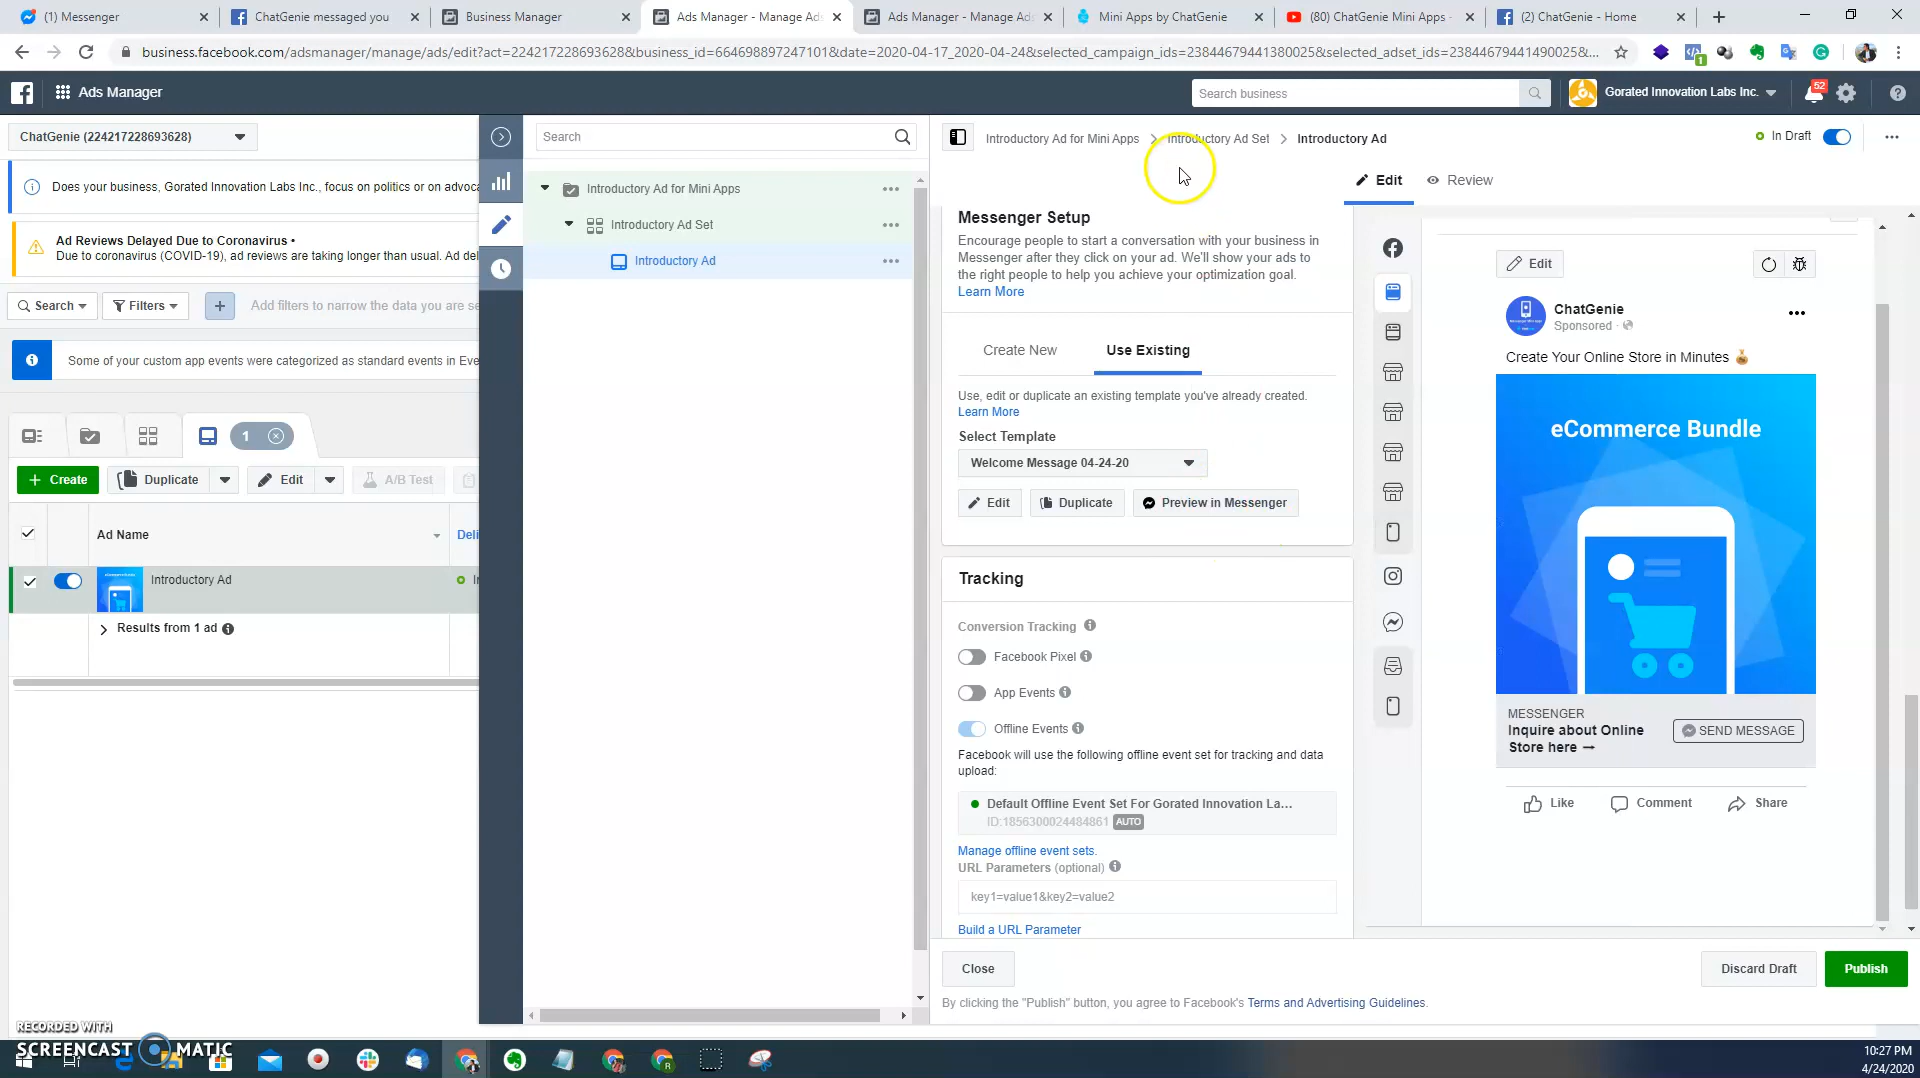 (1) Messenger
ChatGenie messaged you
Business Manager
Ads Manager - Manage Ads
Ads Manager - Manage Ads
Mini Apps by ChatGenie
(80) ChatGenie Mini Apps -
(2) ChatGenie - Home
business.facebook.com/adsmanager/manage/ads/edit?act=224217228693628&business_id=664698897247101&date=2020-04-17_2020-04-24&selected_campaign_ids=23844679441380025&selected_adset_ids=23844679441490025&...
Ads Manager
Search business
Gorated Innovation Labs Inc.
52
ChatGenie (224217228693628)
Search
Introductory Ad for Mini Apps
Introductory Ad Set
Introductory Ad
In Draft
Does your business, Gorated Innovation Labs Inc., focus on politics or on advoca
Edit
Review
Introductory Ad for Mini Apps
Introductory Ad Set
Introductory Ad
Ad Reviews Delayed Due to Coronavirus •
Due to coronavirus (COVID-19), ad reviews are taking longer than usual. Ad del
Search
Filters
Add filters to narrow the data you are se
Some of your custom app events were categorized as standard events in Eve
1
Create
Duplicate
Edit
A/B Test
Ad Name
Deli
Introductory Ad
Results from 1 ad
Messenger Setup
Encourage people to start a conversation with your business in
Messenger after they click on your ad. We'll show your ads to
the right people to help you achieve your optimization goal.
Learn More
Create New
Use Existing
Use, edit or duplicate an existing template you've already created.
Learn More
Select Template
Welcome Message 04-24-20
Edit
Duplicate
Preview in Messenger
Tracking
Conversion Tracking
Facebook Pixel
App Events
Offline Events
Facebook will use the following offline event set for tracking and data
upload:
Default Offline Event Set For Gorated Innovation La...
ID:1856300024484861 AUTO
Manage offline event sets.
URL Parameters (optional)
key1=value1&key2=value2
Build a URL Parameter
Edit
ChatGenie
Sponsored ·
Create Your Online Store in Minutes
eCommerce Bundle
MESSENGER
Inquire about Online
Store here
SEND MESSAGE
Like
Comment
Share
Close
Discard Draft
Publish
By clicking the "Publish" button, you agree to Facebook's Terms and Advertising Guidelines.
RECORDED WITH
SCREENCAST MATIC
10:27 PM
4/24/2020